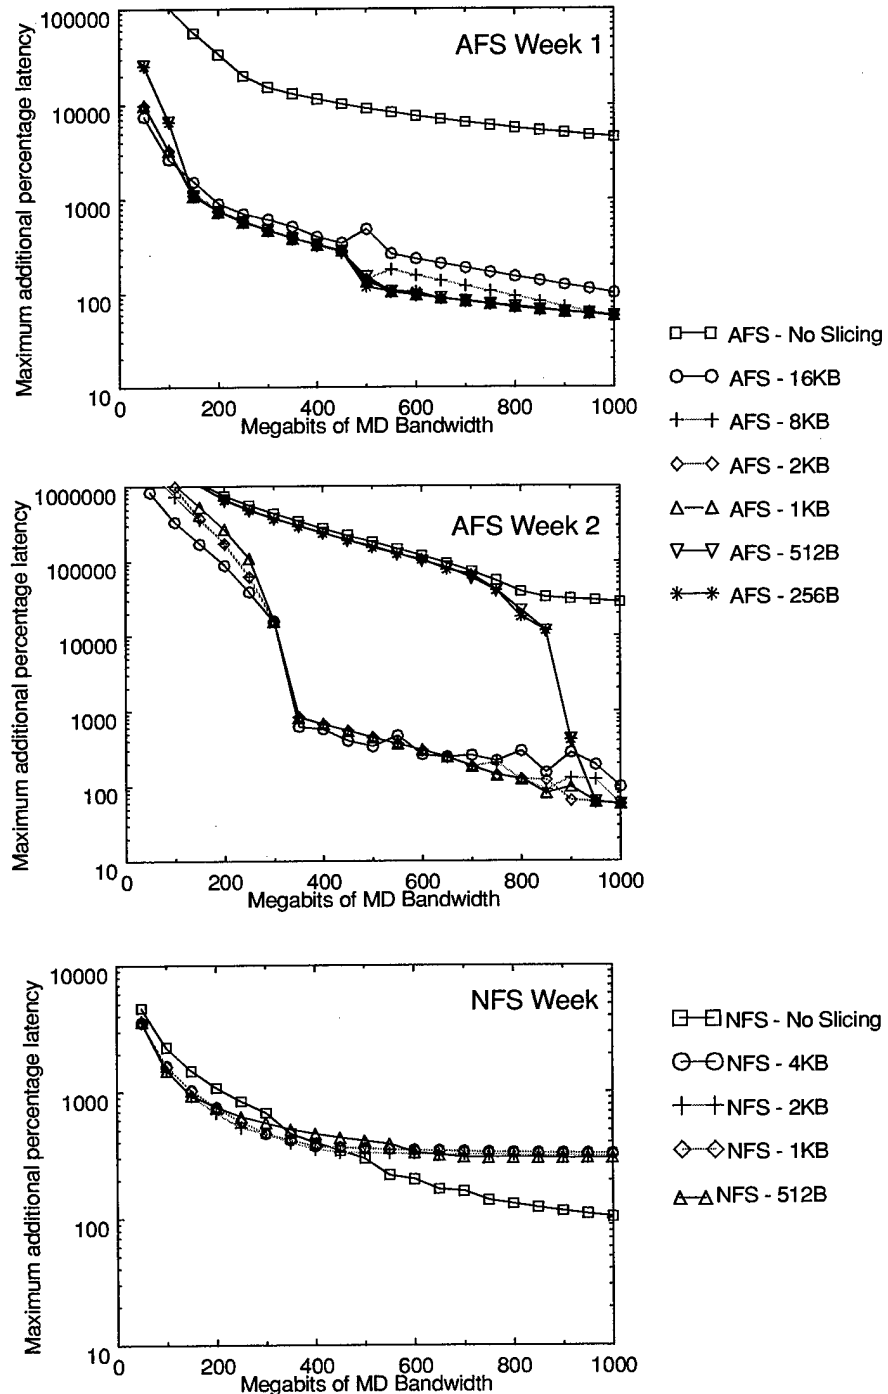 AFS Week 1
Maximum additional percentage latency
100000
10000
1000
100
10
0
200
400
600
800
1000
Megabits of MD Bandwidth
AFS - No Slicing
AFS - 16KB
AFS - 8KB
AFS - 2KB
AFS - 1KB
AFS - 512B
AFS - 256B
AFS Week 2
Maximum additional percentage latency
1000000
100000
10000
1000
100
10
0
200
400
600
800
1000
Megabits of MD Bandwidth
NFS Week
Maximum additional percentage latency
10000
1000
100
10
0
200
400
600
800
1000
Megabits of MD Bandwidth
NFS - No Slicing
NFS - 4KB
NFS - 2KB
NFS - 1KB
NFS - 512B